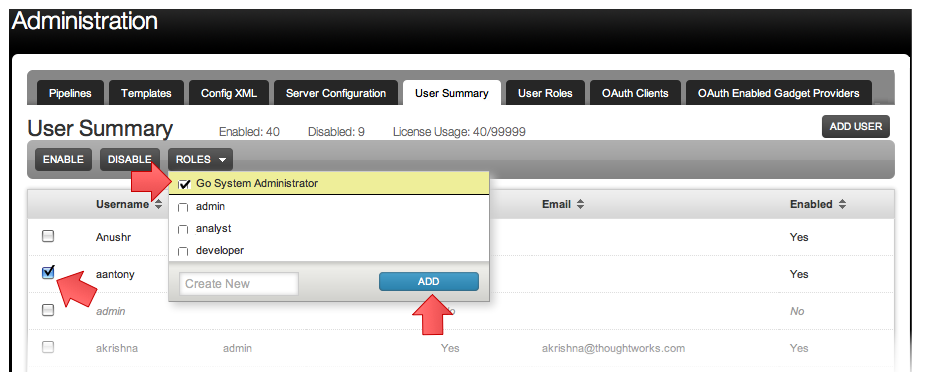 Administration
Pipelines Templates Config XML Server Configuration User Summary User Roles OAuth Clients OAuth Enabled Gadget Providers
User Summary Enabled: 40 Disabled: 9 License Usage: 40/99999 ADD USER
ENABLE DISABLE ROLES
Go System Administrator
Username Email Enabled
admin
Anushr Yes
analyst
developer
aantony Yes
Create New ADD
admin No
akrishna admin Yes akrishna@thoughtworks.com Yes